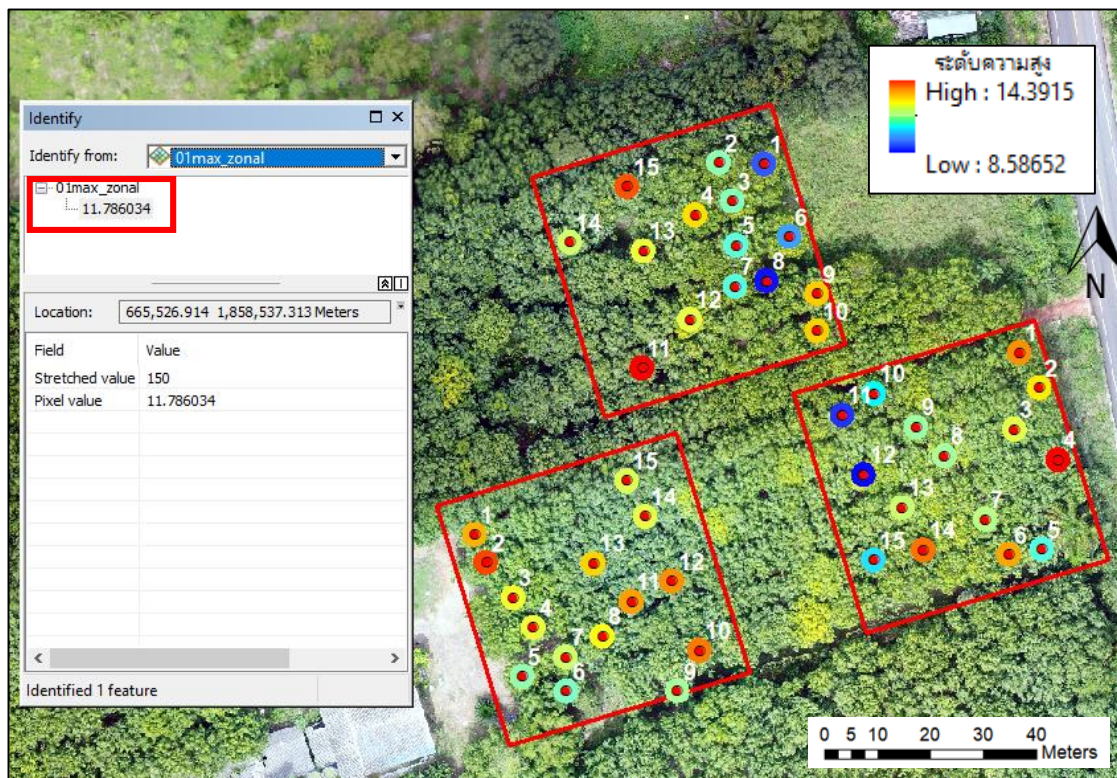 Identify
Identify from:
01max_zonal
01max_zonal
11.786034
Location:
665,526.914 1,858,537.313 Meters
Field Value
Stretched value 150
Pixel value 11.786034
Identified 1 feature
ระดับความสูง
High : 14.3915
Low : 8.58652
N
2
1
15
3
4
14
13
5
6
7
8
9
12
10
11
1
2
10
11
9
3
8
4
12
13
7
15
14
6
5
15
14
1
2
13
12
3
11
4
8
7
10
5
6
9
0 5 10 20 30 40
Meters